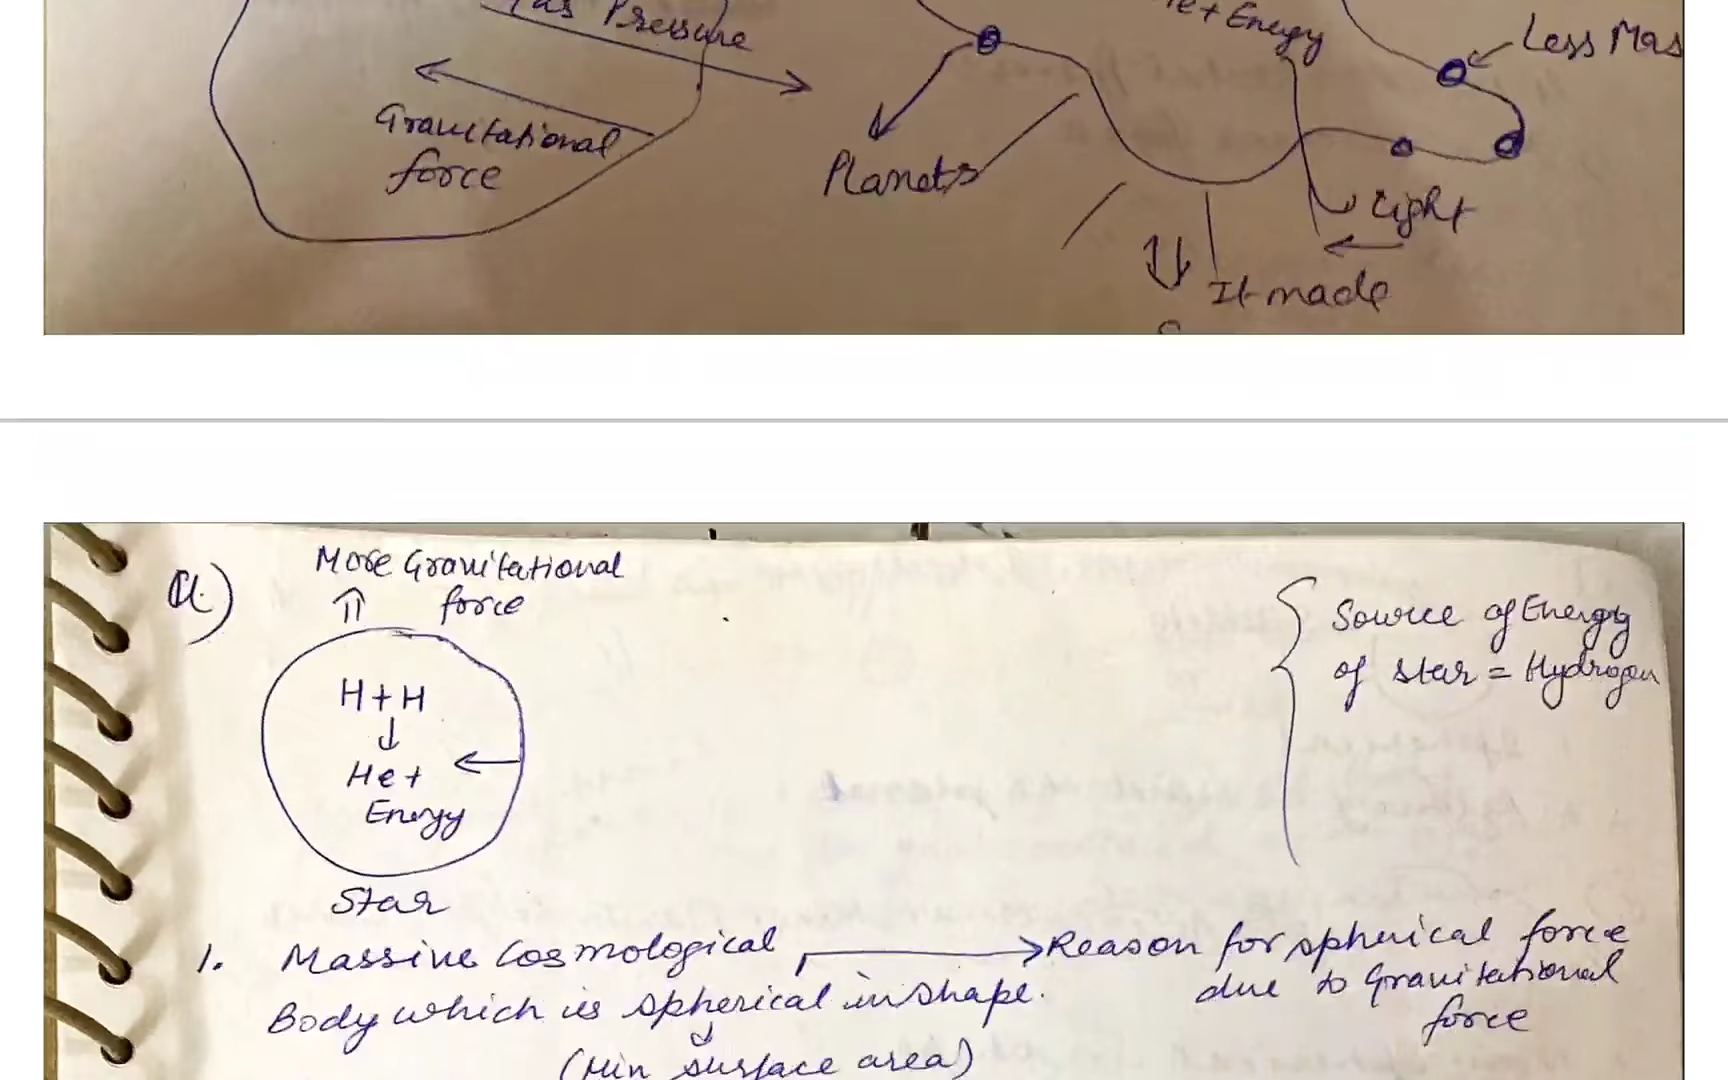 Gas Pressure
Gravitational
force
Planets
He + Energy
Less Mas
Light
It made
a)
More Gravitational
force
H + H
He +
Energy
Star
Source of Energy
of star = Hydrogen
1. Massive Cosmological
Body which is spherical in shape.
(Min surface area)
Reason for spherical force
due to Gravitational
force